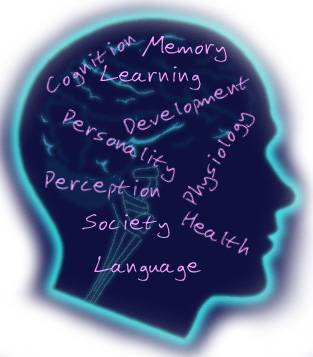 Cognition
Memory
Learning
Development
Personality
Physiology
Perception
Society
Health
Language